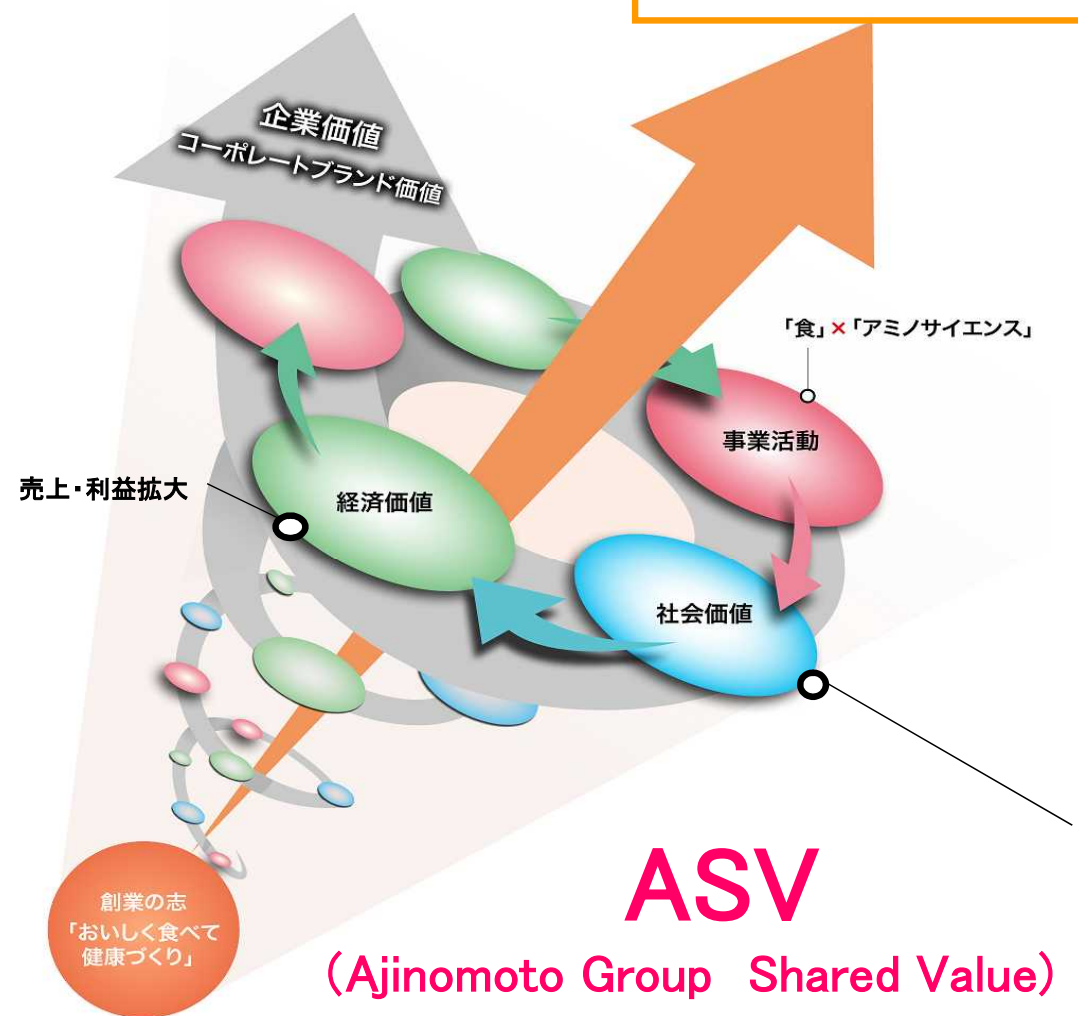 企業価値
コーポレートブランド価値
「食」×「アミノサイエンス」
事業活動
売上・利益拡大
経済価値
社会価値
創業の志
「おいしく食べて
健康づくり」
ASV
(Ajinomoto Group Shared Value)